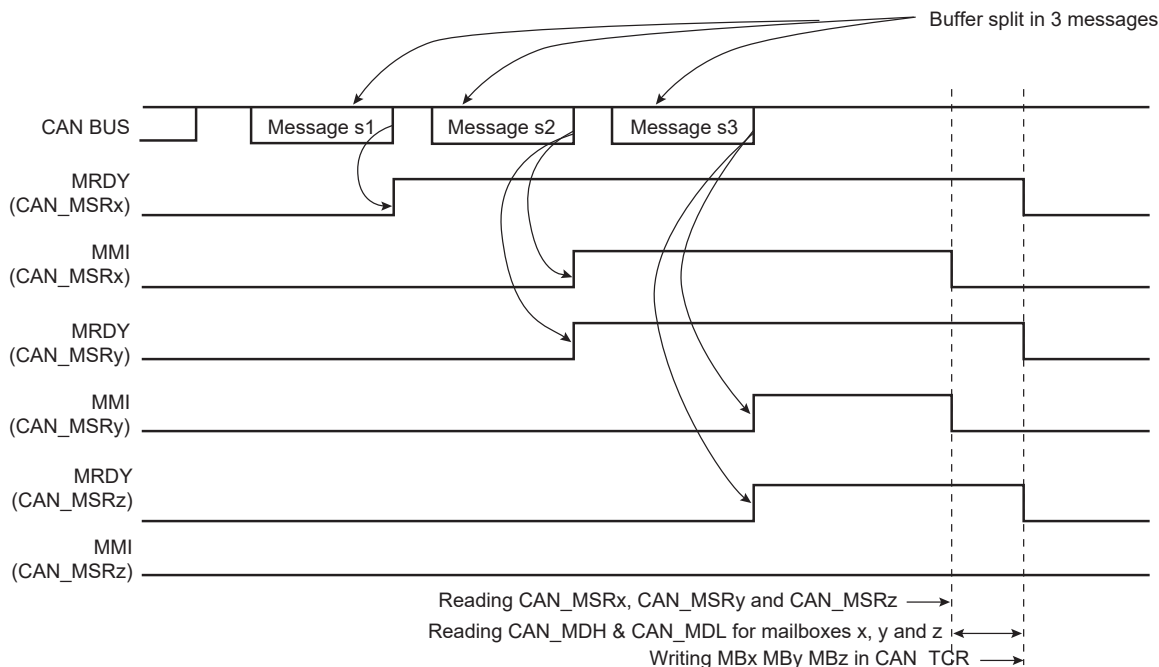 Buffer split in 3 messages
CAN BUS
Message s1
Message s2
Message s3
MRDY
(CAN_MSRx)
MMI
(CAN_MSRx)
MRDY
(CAN_MSRy)
MMI
(CAN_MSRy)
MRDY
(CAN_MSRz)
MMI
(CAN_MSRz)
Reading CAN_MSRx, CAN_MSRy and CAN_MSRz
Reading CAN_MDH & CAN_MDL for mailboxes x, y and z
Writing MBx MBy MBz in CAN_TCR